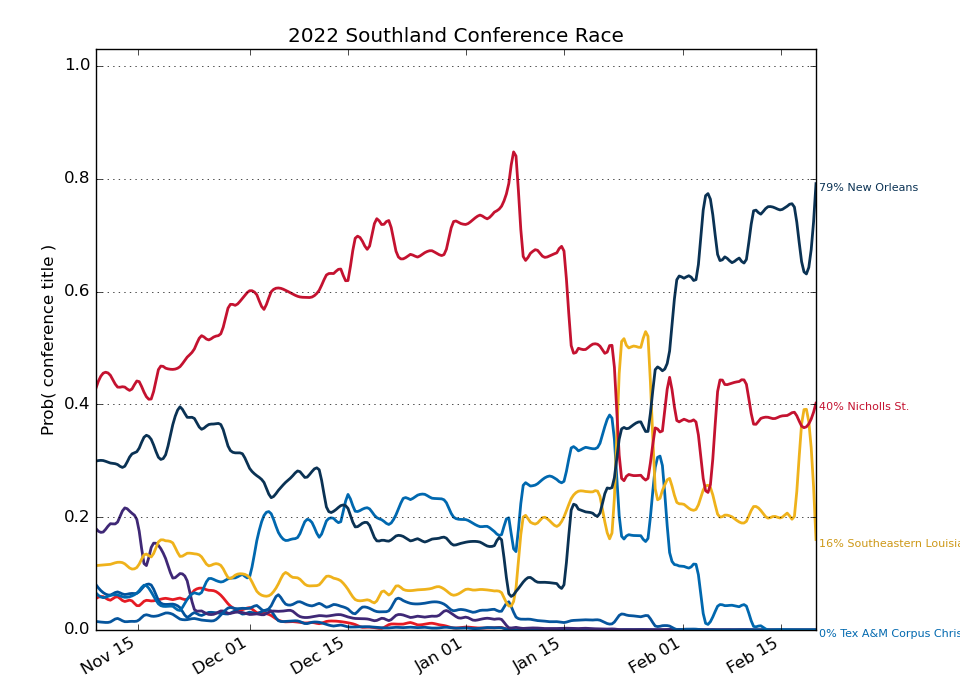 2022 Southland Conference Race
Prob( conference title )
1.0
0.8
0.6
0.4
0.2
0.0
Nov 15
Dec 01
Dec 15
Jan 01
Jan 15
Feb 01
Feb 15
79% New Orleans
40% Nicholls St.
16% Southeastern Louisia
0% Tex A&M Corpus Chris